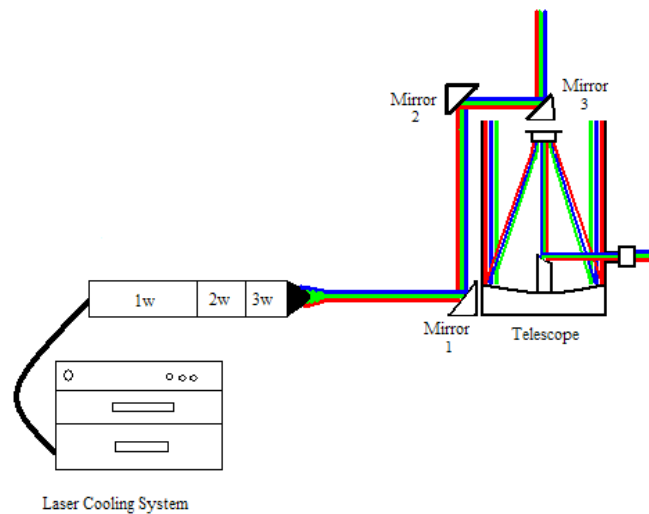 Mirror
2
Mirror
3
1w
2w
3w
Mirror
1
Telescope
Laser Cooling System